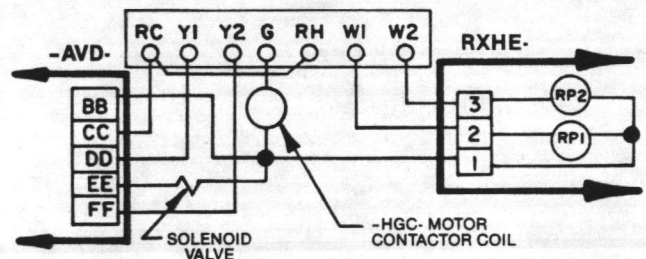 RC Y1 Y2 G RH W1 W2
-AVD-
RXHE-
BB
CC
DD
EE
FF
3
2
1
RP2
RP1
SOLENOID
VALVE
-HGC- MOTOR
CONTACTOR COIL